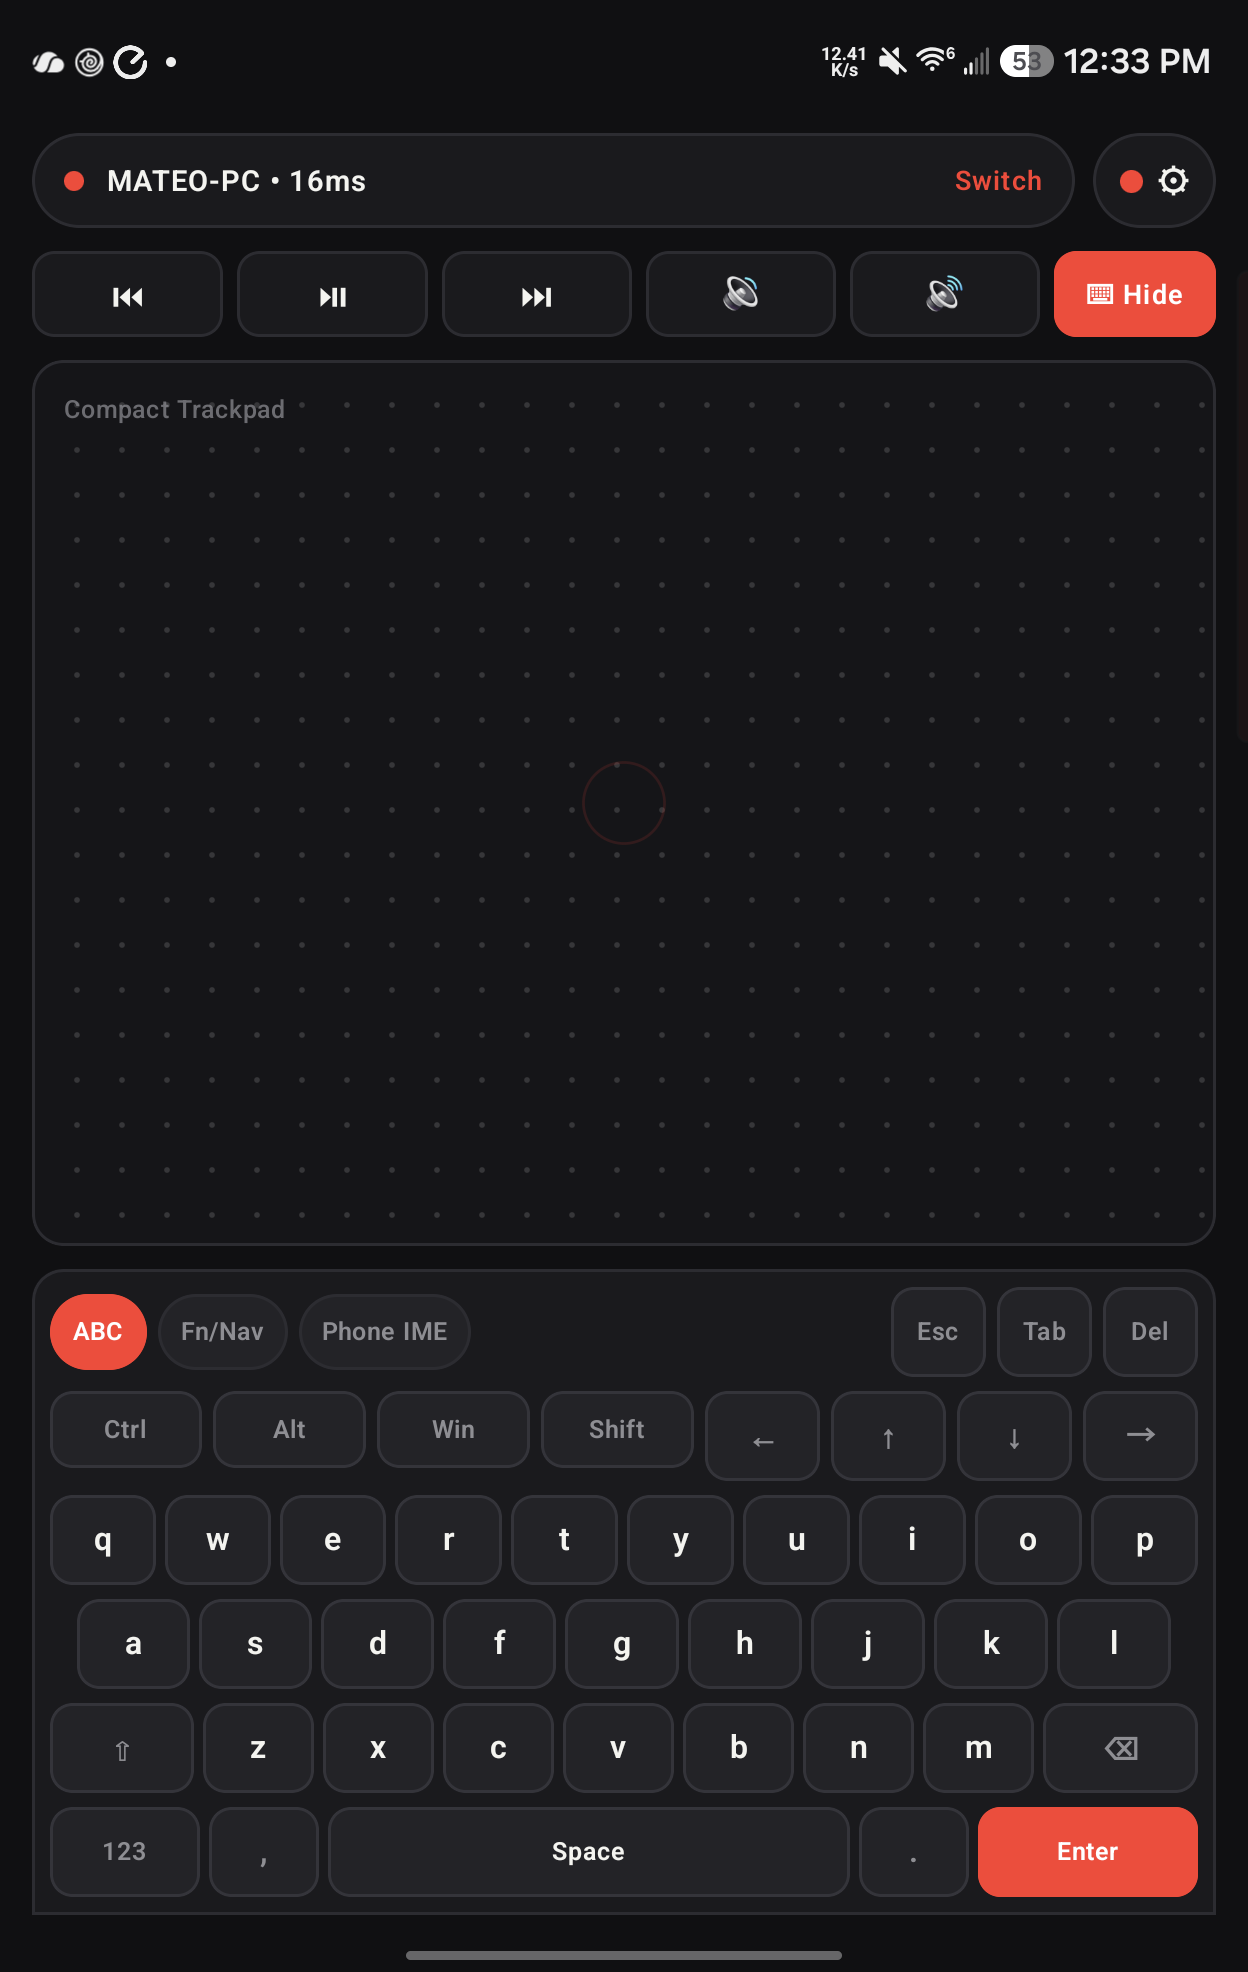 12.41
K/s
6
53
12:33 PM
MATEO-PC • 16ms
Switch
Hide
Compact Trackpad
ABC
Fn/Nav
Phone IME
Esc
Tab
Del
Ctrl
Alt
Win
Shift
←
↑
↓
→
q w e r t y u i o p
a s d f g h j k l
⇧ z x c v b n m ⌫
123
,
Space
.
Enter